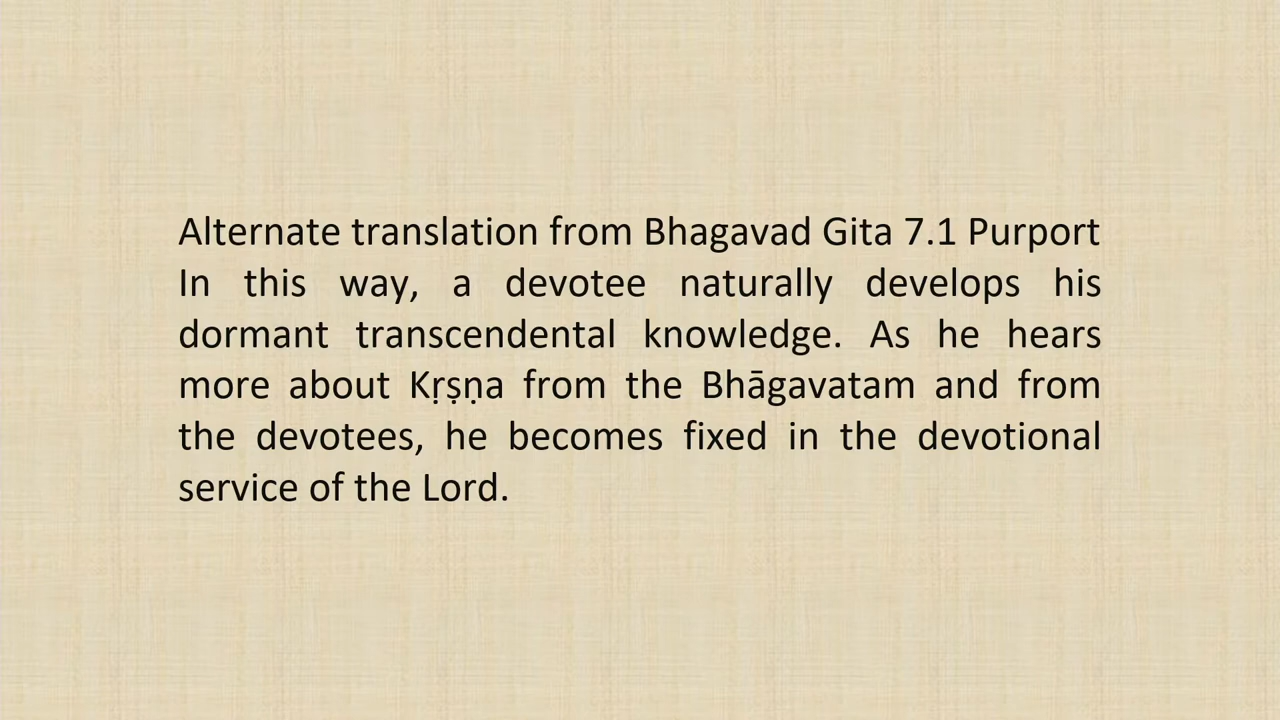 Alternate translation from Bhagavad Gita 7.1 Purport
In this way, a devotee naturally develops his
dormant transcendental knowledge. As he hears
more about Kṛṣṇa from the Bhāgavatam and from
the devotees, he becomes fixed in the devotional
service of the Lord.